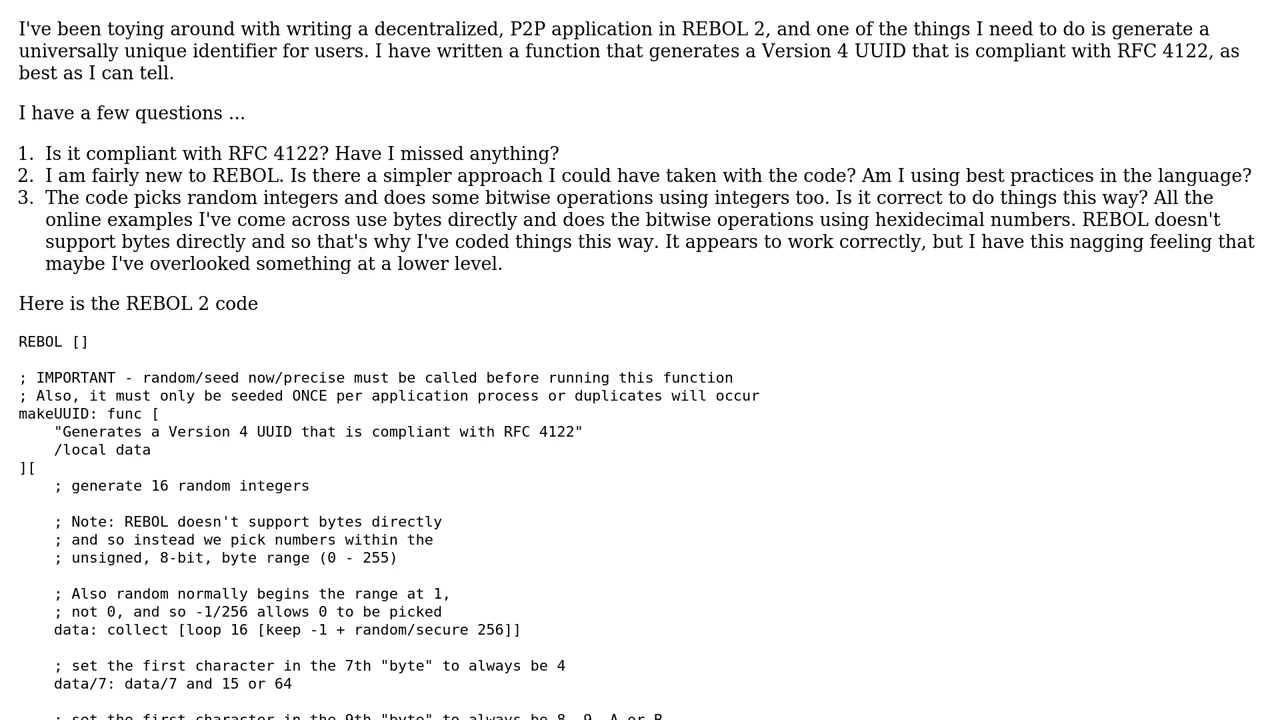 I've been toying around with writing a decentralized, P2P application in REBOL 2, and one of the things I need to do is generate a
universally unique identifier for users. I have written a function that generates a Version 4 UUID that is compliant with RFC 4122, as
best as I can tell.
I have a few questions ...
1. Is it compliant with RFC 4122? Have I missed anything?
2. I am fairly new to REBOL. Is there a simpler approach I could have taken with the code? Am I using best practices in the language?
3. The code picks random integers and does some bitwise operations using integers too. Is it correct to do things this way? All the
online examples I've come across use bytes directly and does the bitwise operations using hexidecimal numbers. REBOL doesn't
support bytes directly and so that's why I've coded things this way. It appears to work correctly, but I have this nagging feeling that
maybe I've overlooked something at a lower level.
Here is the REBOL 2 code
REBOL []
; IMPORTANT - random/seed now/precise must be called before running this function
; Also, it must only be seeded ONCE per application process or duplicates will occur
makeUUID: func [
    "Generates a Version 4 UUID that is compliant with RFC 4122"
    /local data
][
    ; generate 16 random integers
    ; Note: REBOL doesn't support bytes directly
    ; and so instead we pick numbers within the
    ; unsigned, 8-bit, byte range (0 - 255)
    ; Also random normally begins the range at 1,
    ; not 0, and so -1/256 allows 0 to be picked
    data: collect [loop 16 [keep -1 + random/secure 256]]
    ; set the first character in the 7th "byte" to always be 4
    data/7: data/7 and 15 or 64
    ; set the first character in the 9th "byte" to always be 8, 9, A or B